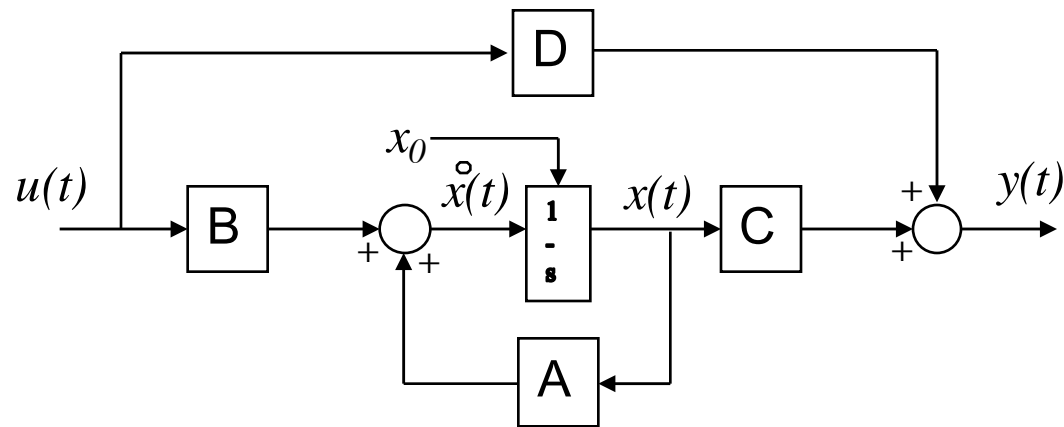 D
x₀
u(t)
B
+
+
x̊(t)
1
-
s
x(t)
C
+
+
y(t)
A